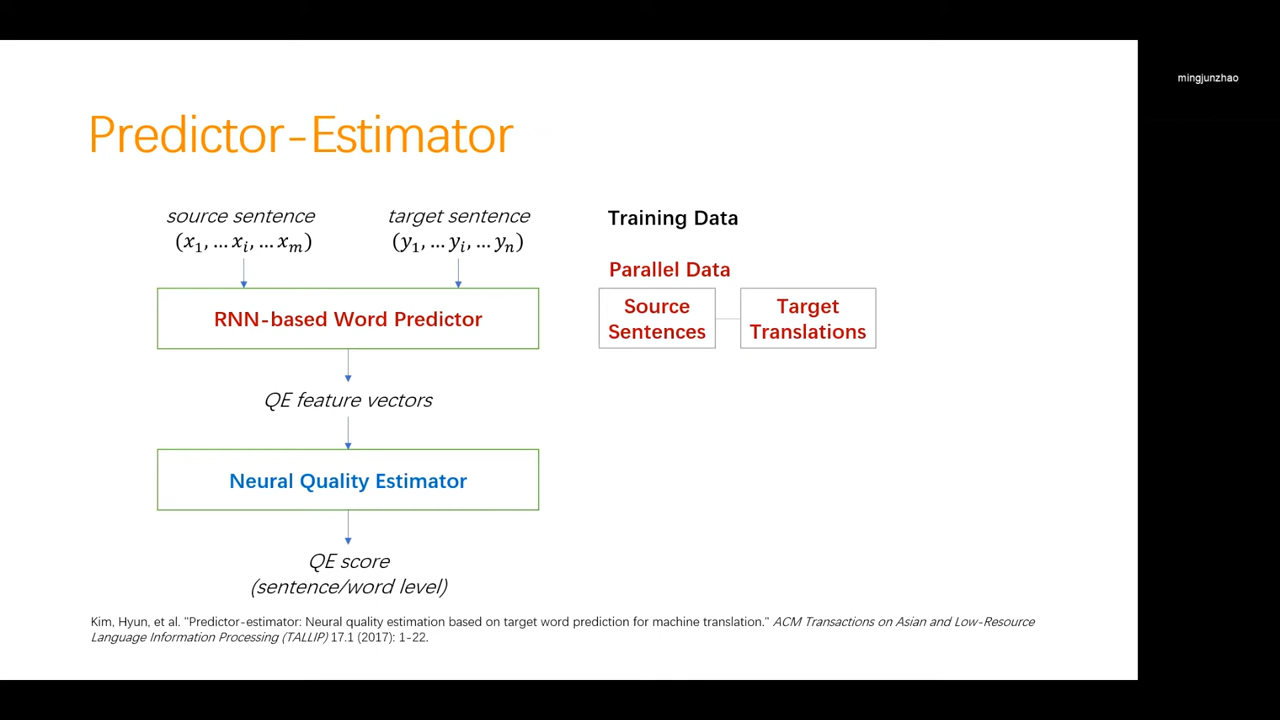 mingjunzhao
Predictor-Estimator
source sentence
(x₁, … xᵢ, … xₘ)
target sentence
(y₁, … yᵢ, … yₙ)
RNN-based Word Predictor
QE feature vectors
Neural Quality Estimator
QE score
(sentence/word level)
Training Data
Parallel Data
Source
Sentences
Target
Translations
Kim, Hyun, et al. "Predictor-estimator: Neural quality estimation based on target word prediction for machine translation." ACM Transactions on Asian and Low-Resource
Language Information Processing (TALLIP) 17.1 (2017): 1-22.